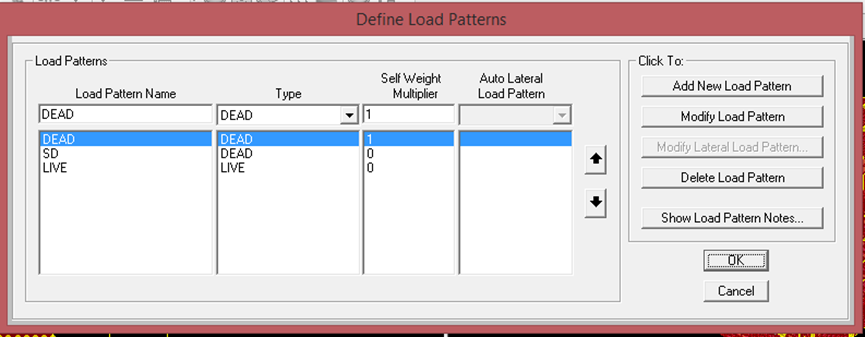 Define Load Patterns
Load Patterns
Load Pattern Name
Type
Self Weight
Multiplier
Auto Lateral
Load Pattern
DEAD
DEAD
1
DEAD DEAD 1
SD DEAD 0
LIVE LIVE 0
Click To:
Add New Load Pattern
Modify Load Pattern
Modify Lateral Load Pattern...
Delete Load Pattern
Show Load Pattern Notes...
OK
Cancel